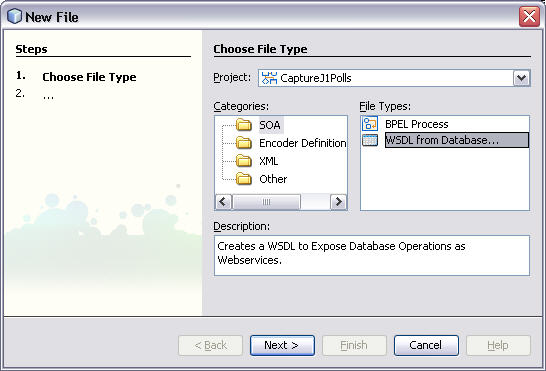 New File
Steps
1. Choose File Type
2. ...
Choose File Type
Project: CaptureJ1Polls
Categories:
SOA
Encoder Definition
XML
Other
File Types:
BPEL Process
WSDL from Database...
Description:
Creates a WSDL to Expose Database Operations as
Webservices.
< Back
Next >
Finish
Cancel
Help